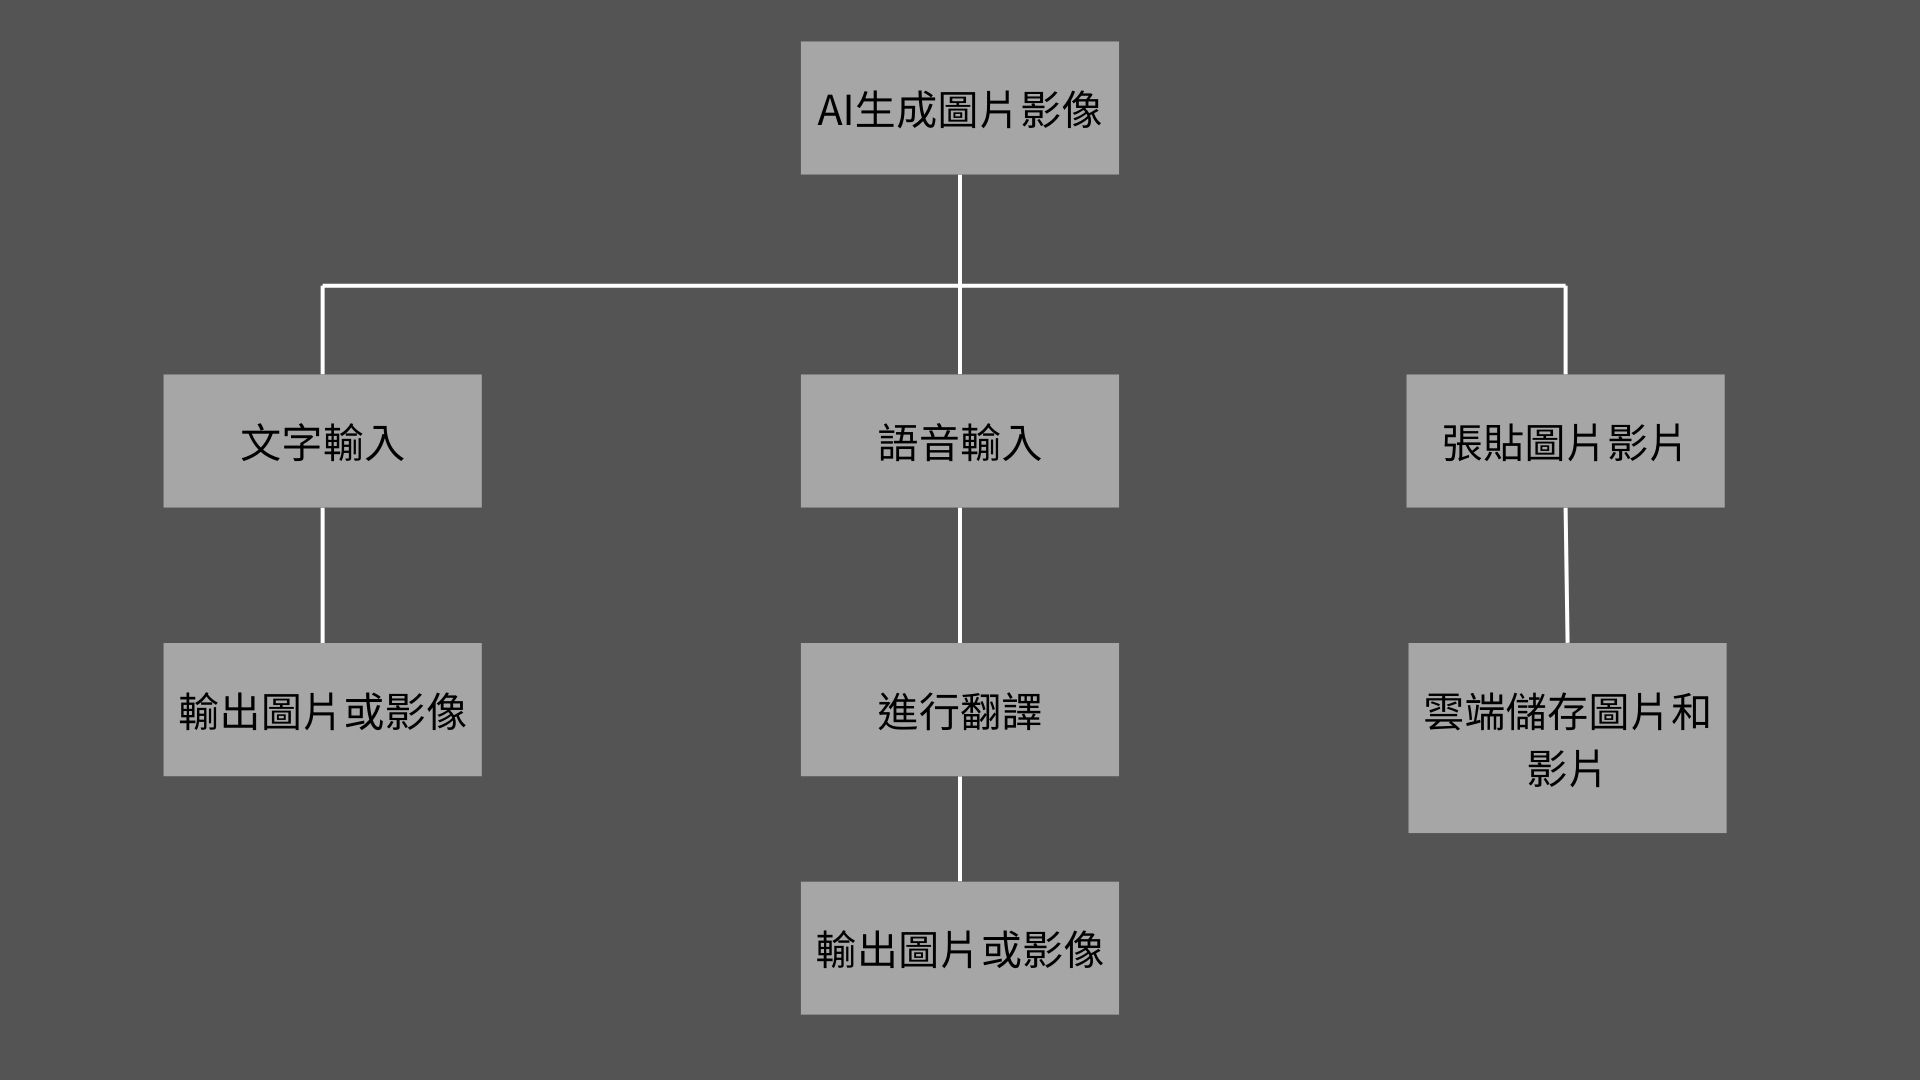 AI生成圖片影像
文字輸入
語音輸入
張貼圖片影片
輸出圖片或影像
進行翻譯
雲端儲存圖片和
影片
輸出圖片或影像